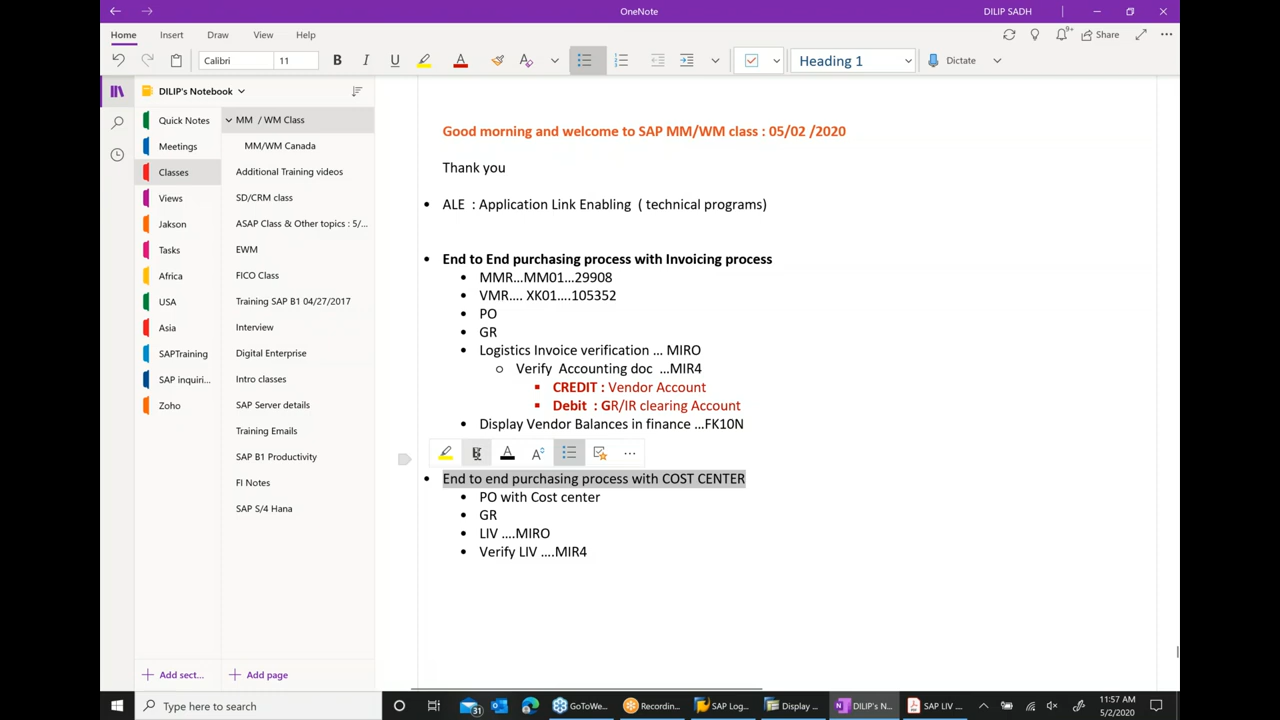 OneNote
DILIP SADH
Home Insert Draw View Help
9+ Share
Calibri 11 B I U A A Heading 1 Dictate
DILIP's Notebook
Quick Notes
Meetings
Classes
Views
Jakson
Tasks
Africa
USA
Asia
SAPTraining
SAP inquiri...
Zoho
Add sect...
MM / WM Class
MM/WM Canada
Additional Training videos
SD/CRM class
ASAP Class & Other topics : 5/...
EWM
FICO Class
Training SAP B1 04/27/2017
Interview
Digital Enterprise
Intro classes
SAP Server details
Training Emails
SAP B1 Productivity
FI Notes
SAP S/4 Hana
Add page
Good morning and welcome to SAP MM/WM class : 05/02 /2020
Thank you
ALE : Application Link Enabling ( technical programs)
End to End purchasing process with Invoicing process
MMR...MM01...29908
VMR.... XK01....105352
PO
GR
Logistics Invoice verification ... MIRO
Verify Accounting doc ...MIR4
CREDIT : Vendor Account
Debit : GR/IR clearing Account
Display Vendor Balances in finance ...FK10N
A A
End to end purchasing process with COST CENTER
PO with Cost center
GR
LIV ....MIRO
Verify LIV ....MIR4
Type here to search
31
GoToWe...
Recordin...
SAP Log...
Display ...
DILIP's N...
SAP LIV ...
11:57 AM
5/2/2020